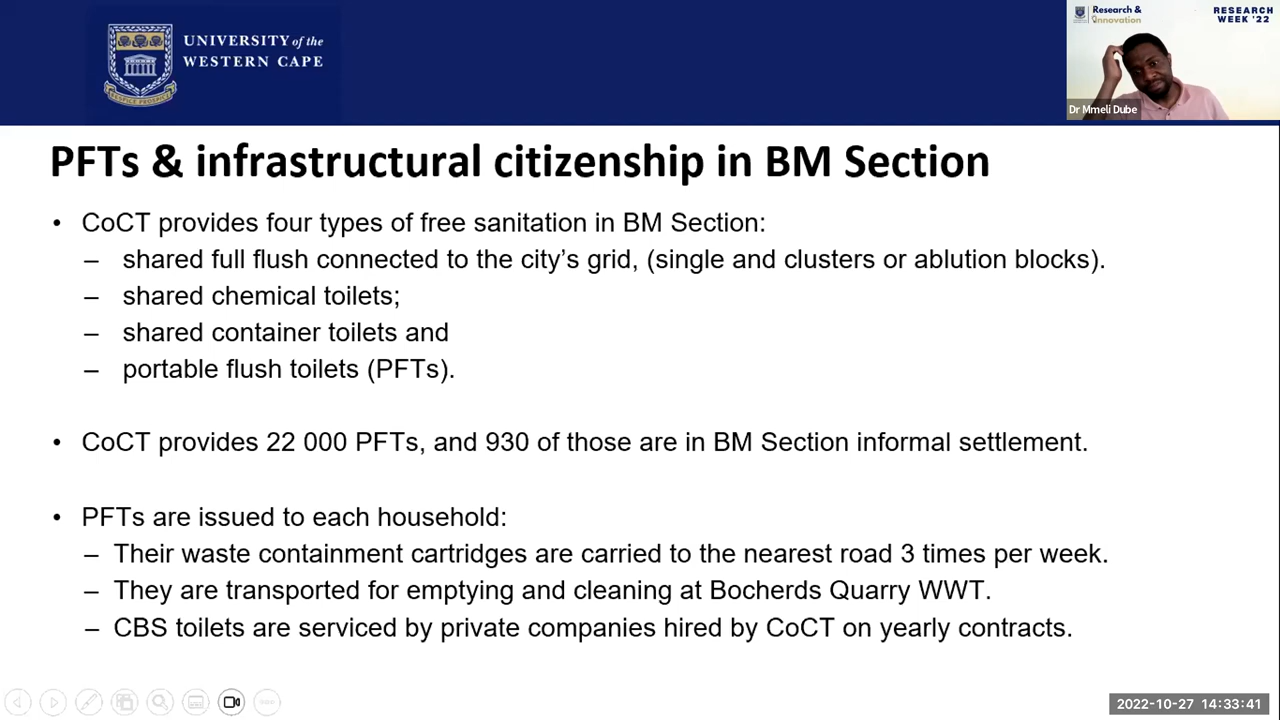 UNIVERSITY of the
WESTERN CAPE
Research &
Innovation
RESEARCH
WEEK '22
Dr Mmeli Dube
PFTs & infrastructural citizenship in BM Section
• CoCT provides four types of free sanitation in BM Section:
– shared full flush connected to the city's grid, (single and clusters or ablution blocks).
– shared chemical toilets;
– shared container toilets and
– portable flush toilets (PFTs).
• CoCT provides 22 000 PFTs, and 930 of those are in BM Section informal settlement.
• PFTs are issued to each household:
– Their waste containment cartridges are carried to the nearest road 3 times per week.
– They are transported for emptying and cleaning at Bocherds Quarry WWT.
– CBS toilets are serviced by private companies hired by CoCT on yearly contracts.
2022-10-27 14:33:41